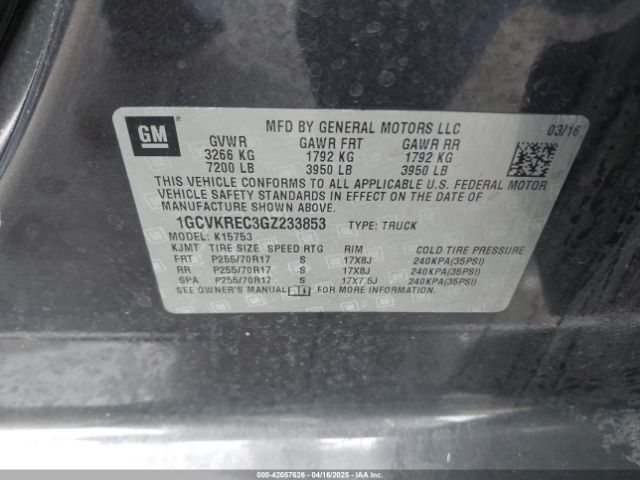 GM
MFD BY GENERAL MOTORS LLC 03/16
GVWR GAWR FRT GAWR RR
3266 KG 1792 KG 1792 KG
7200 LB 3950 LB 3950 LB
THIS VEHICLE CONFORMS TO ALL APPLICABLE U.S. FEDERAL MOTOR
VEHICLE SAFETY STANDARDS IN EFFECT ON THE DATE OF
MANUFACTURE SHOWN ABOVE.
1GCVKREC3GZ233853 TYPE: TRUCK
MODEL: K15753
KJMT TIRE SIZE SPEED RTG RIM COLD TIRE PRESSURE
FRT P255/70R17 S 17X8J 240KPA(35PSI)
RR P255/70R17 S 17X8J 240KPA(35PSI)
SPA P255/70R17 S 17X7.5J 240KPA(35PSI)
SEE OWNER'S MANUAL FOR MORE INFORMATION.
000-42057626 - 04/16/2025 - IAAI.COM